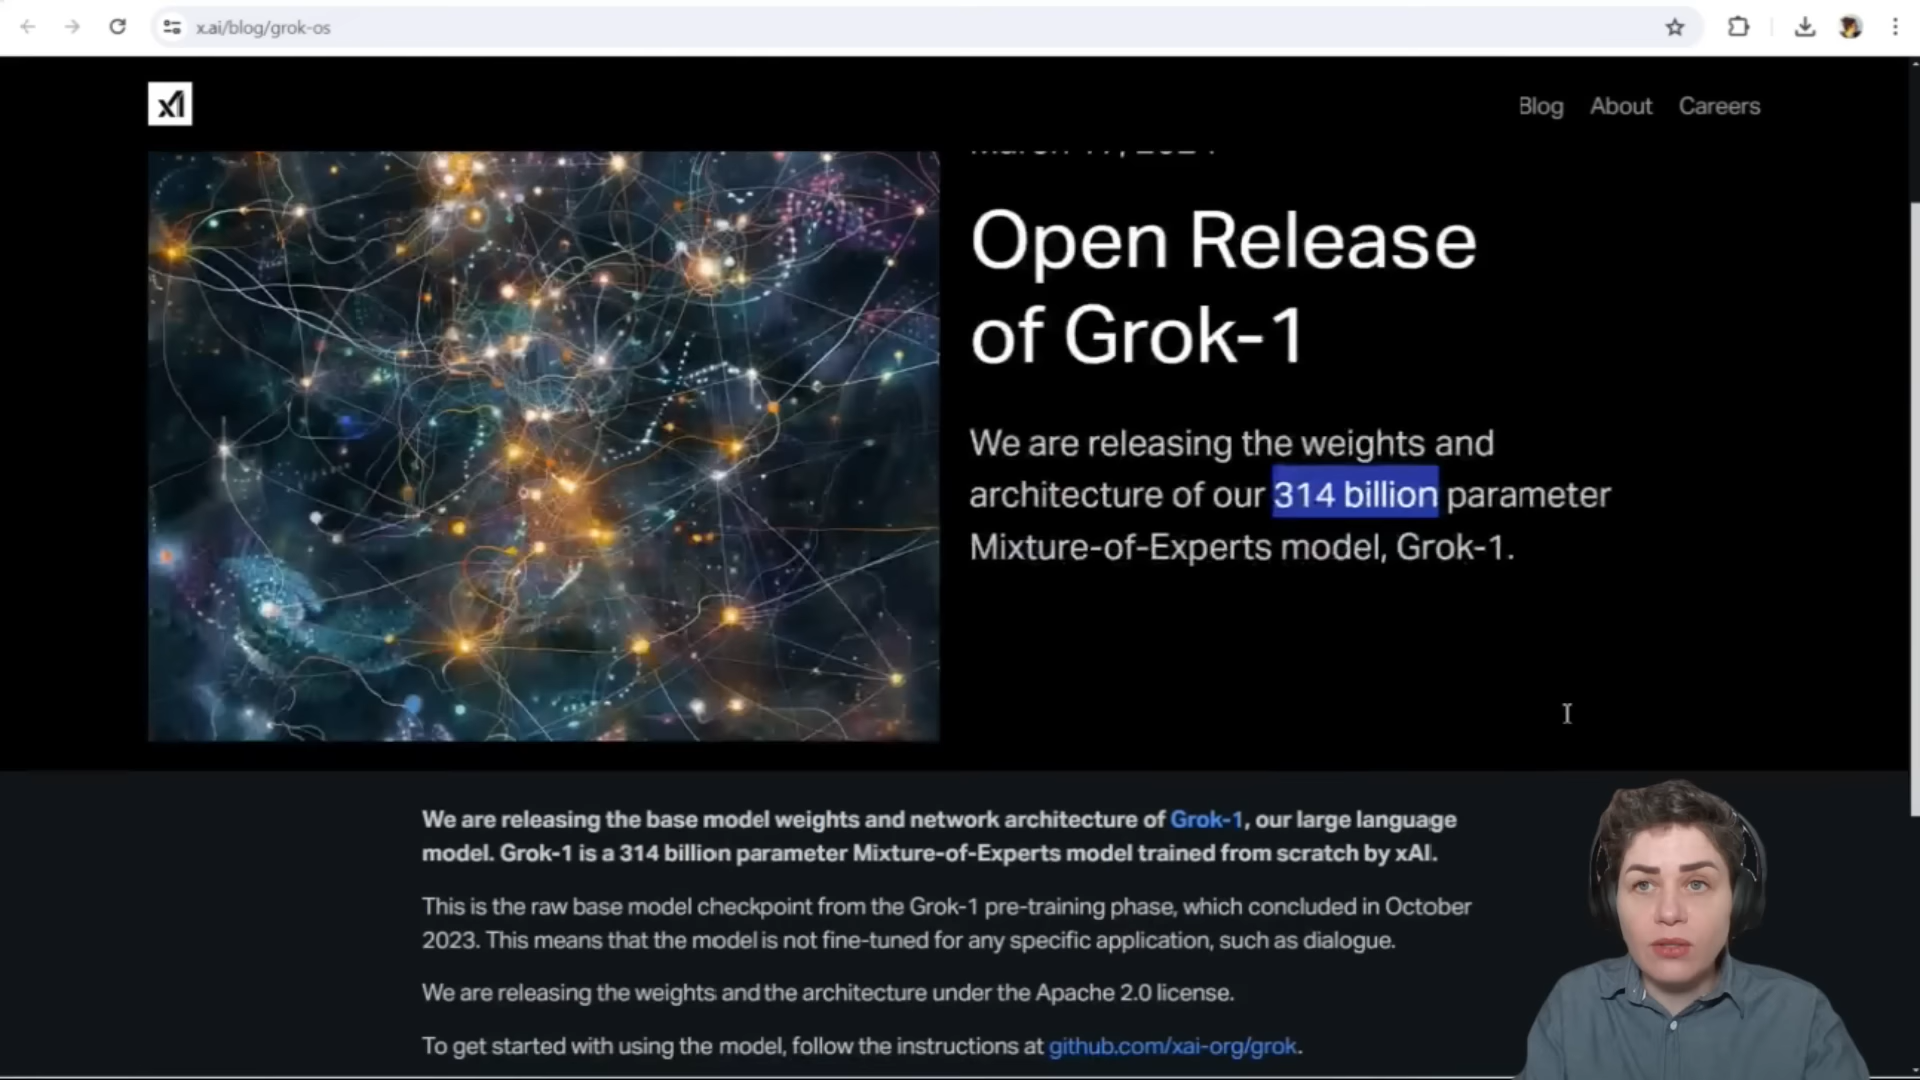 x.ai/blog/grok-os
xI
Blog About Careers
Open Release
of Grok-1
We are releasing the weights and
architecture of our 314 billion parameter
Mixture-of-Experts model, Grok-1.
We are releasing the base model weights and network architecture of Grok-1, our large language
model. Grok-1 is a 314 billion parameter Mixture-of-Experts model trained from scratch by xAI.
This is the raw base model checkpoint from the Grok-1 pre-training phase, which concluded in October
2023. This means that the model is not fine-tuned for any specific application, such as dialogue.
We are releasing the weights and the architecture under the Apache 2.0 license.
To get started with using the model, follow the instructions at github.com/xai-org/grok.